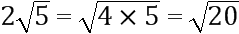 2√5 = √4 × 5 = √20